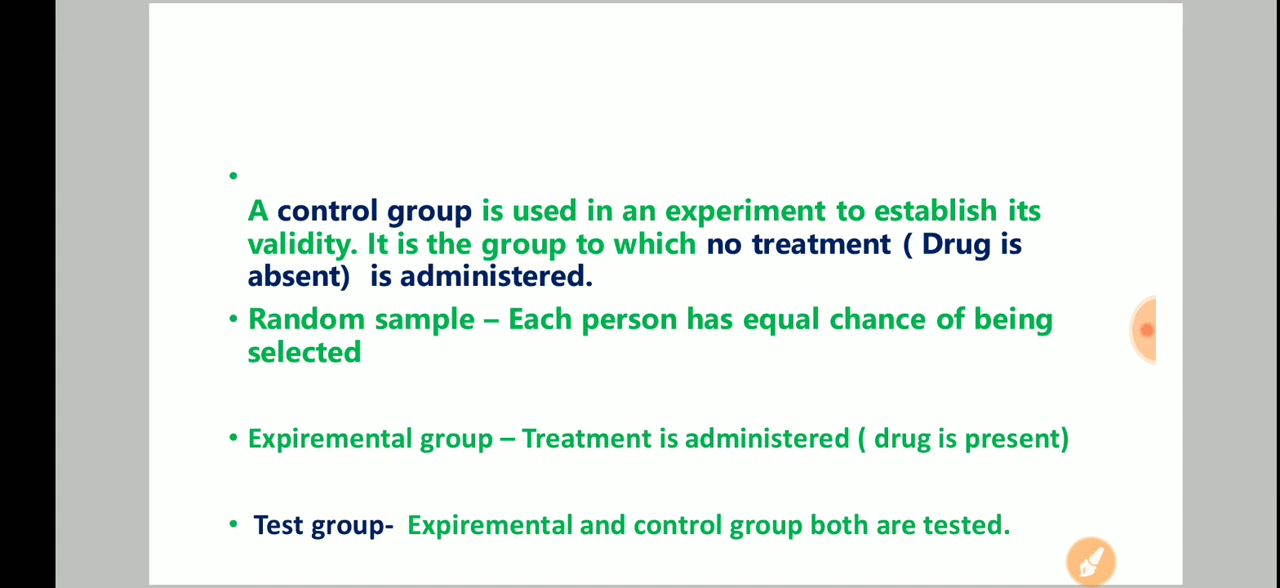 •
A control group is used in an experiment to establish its
validity. It is the group to which no treatment ( Drug is
absent)  is administered.
• Random sample – Each person has equal chance of being
selected
• Expiremental group – Treatment is administered ( drug is present)
• Test group-  Expiremental and control group both are tested.